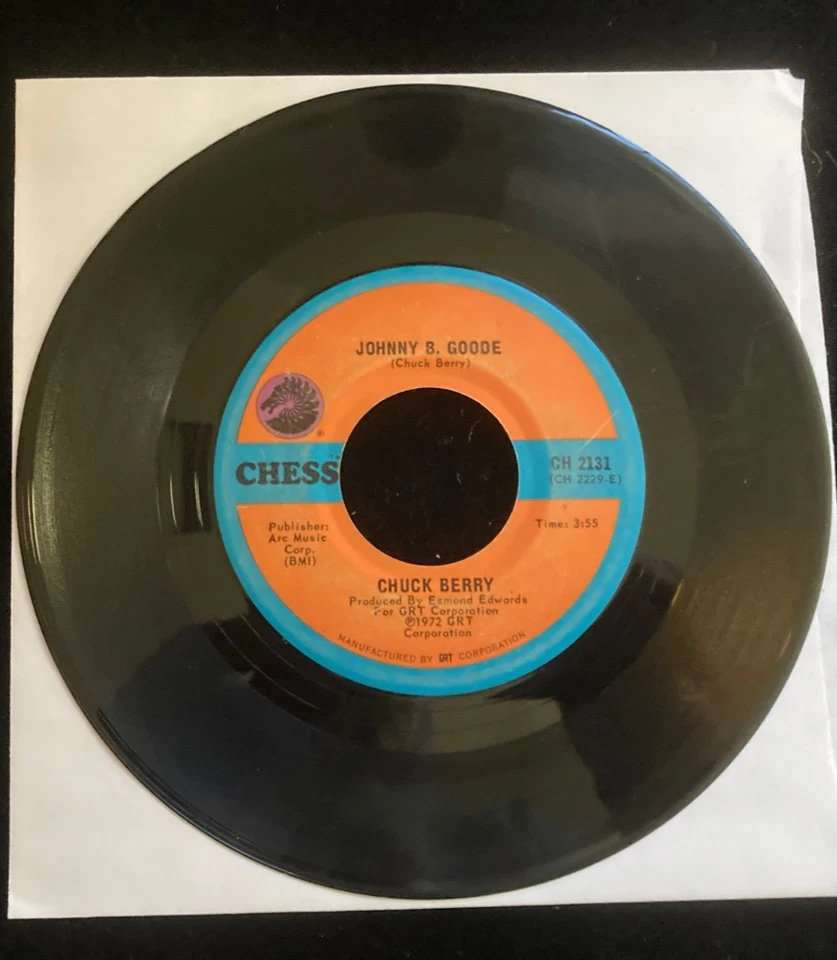 JOHNNY B. GOODE
(Chuck Berry)
®
CHESS™
CH 2131
(CH 2229-E)
Publisher:
Arc Music
Corp.
(BMI)
Time: 3:55
CHUCK BERRY
Produced By Esmond Edwards
For GRT Corporation
℗1972 GRT
Corporation
MANUFACTURED BY GRT CORPORATION